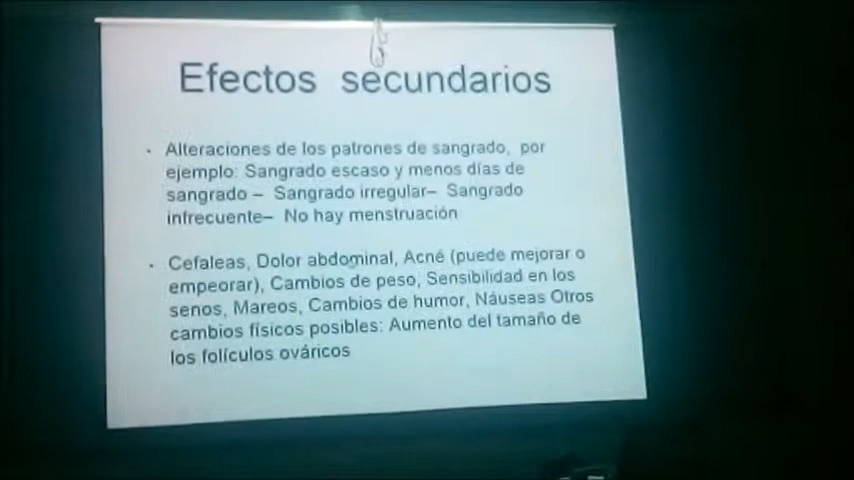 Efectos secundarios
• Alteraciones de los patrones de sangrado, por
ejemplo: Sangrado escaso y menos días de
sangrado – Sangrado irregular– Sangrado
infrecuente– No hay menstruación
• Cefaleas, Dolor abdominal, Acné (puede mejorar o
empeorar), Cambios de peso, Sensibilidad en los
senos, Mareos, Cambios de humor, Náuseas Otros
cambios físicos posibles: Aumento del tamaño de
los folículos ováricos